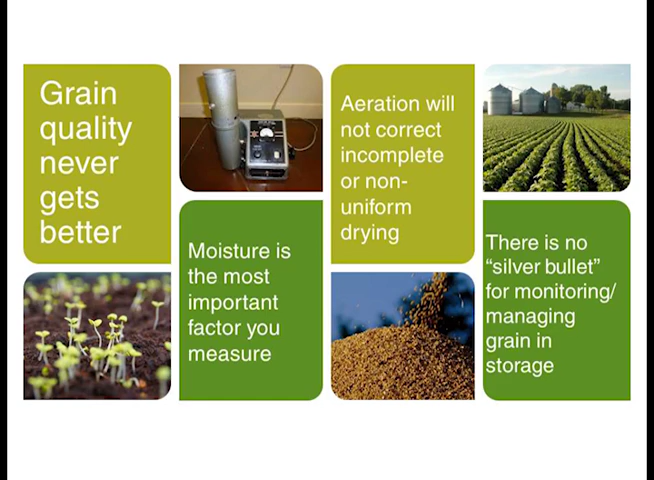 Grain
quality
never
gets
better
Moisture is
the most
important
factor you
measure
Aeration will
not correct
incomplete
or non-
uniform
drying
There is no
“silver bullet”
for monitoring/
managing
grain in
storage